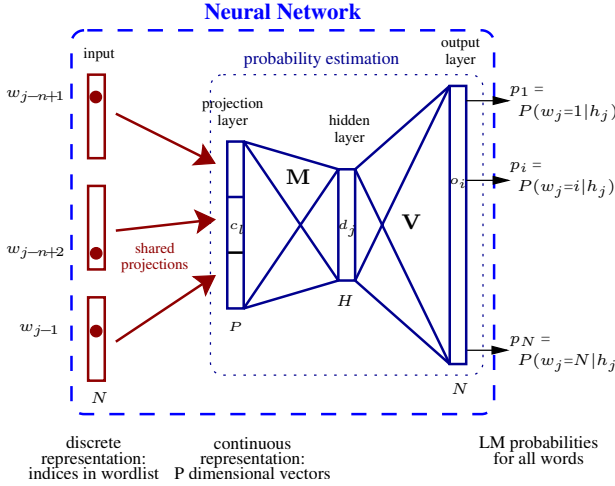 Neural Network
input
probability estimation
output
layer
projection
layer
hidden
layer
w_{j−n+1}
w_{j−n+2}
w_{j−1}
shared
projections
c_l
M
d_j
V
o_i
p_1 =
P(w_j=1|h_j)
p_i =
P(w_j=i|h_j)
p_N =
P(w_j=N|h_j)
N
P
H
N
discrete
representation:
indices in wordlist
continuous
representation:
P dimensional vectors
LM probabilities
for all words